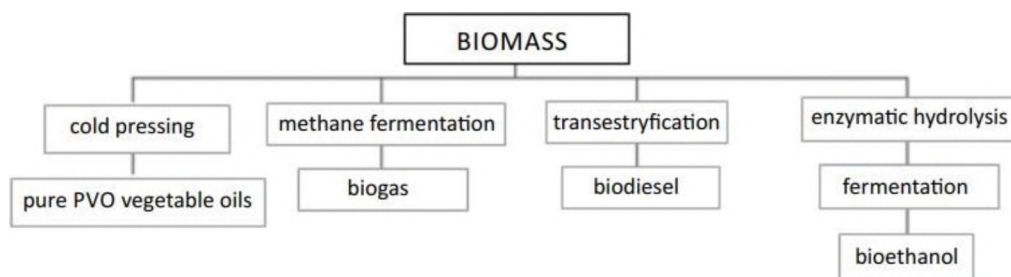 BIOMASS
cold pressing
methane fermentation
transestryfication
enzymatic hydrolysis
pure PVO vegetable oils
biogas
biodiesel
fermentation
bioethanol